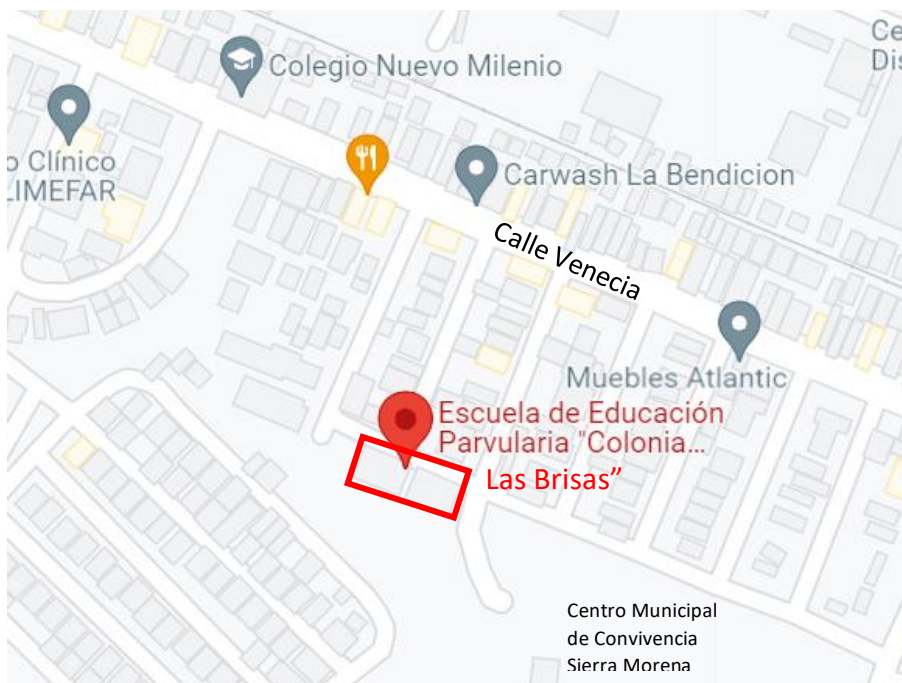 Colegio Nuevo Milenio
Ce
Dis
o Clínico
LIMEFAR
Carwash La Bendicion
Calle Venecia
Muebles Atlantic
Escuela de Educación
Parvularia "Colonia...
Las Brisas”
Centro Municipal
de Convivencia
Sierra Morena